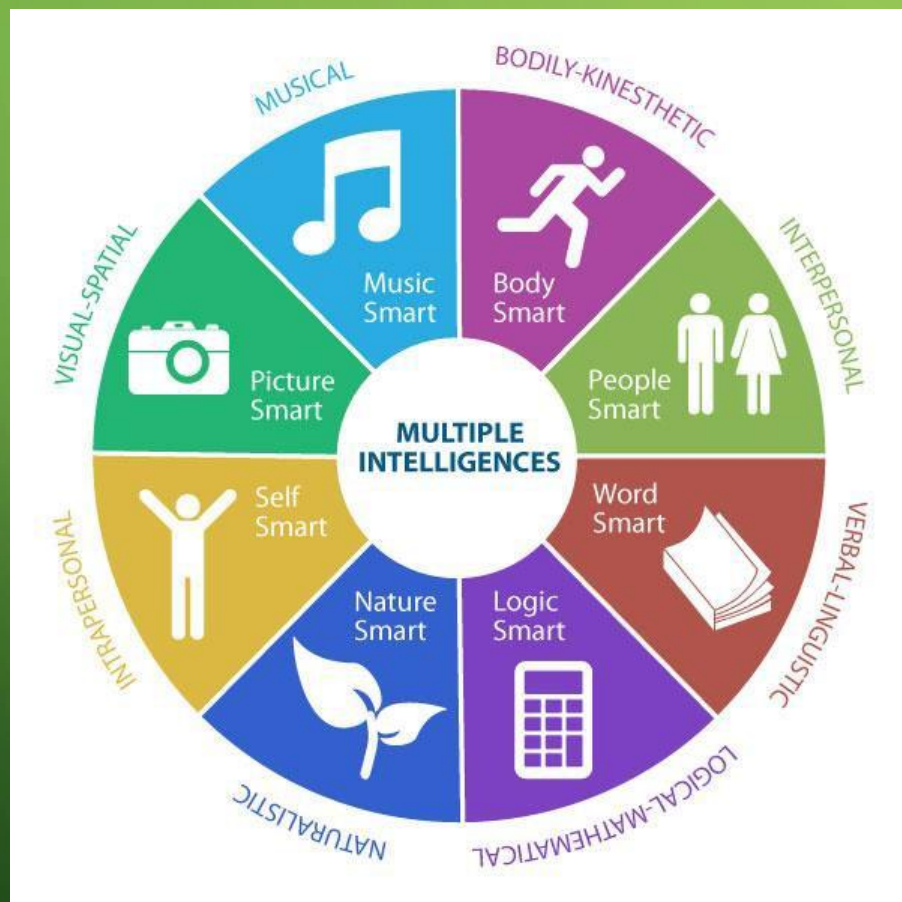 MUSICAL
BODILY-KINESTHETIC
INTERPERSONAL
VERBAL-LINGUISTIC
LOGICAL-MATHEMATICAL
NATURALISTIC
INTRAPERSONAL
VISUAL-SPATIAL
Music
Smart
Body
Smart
People
Smart
Word
Smart
Logic
Smart
Nature
Smart
Self
Smart
Picture
Smart
MULTIPLE
INTELLIGENCES